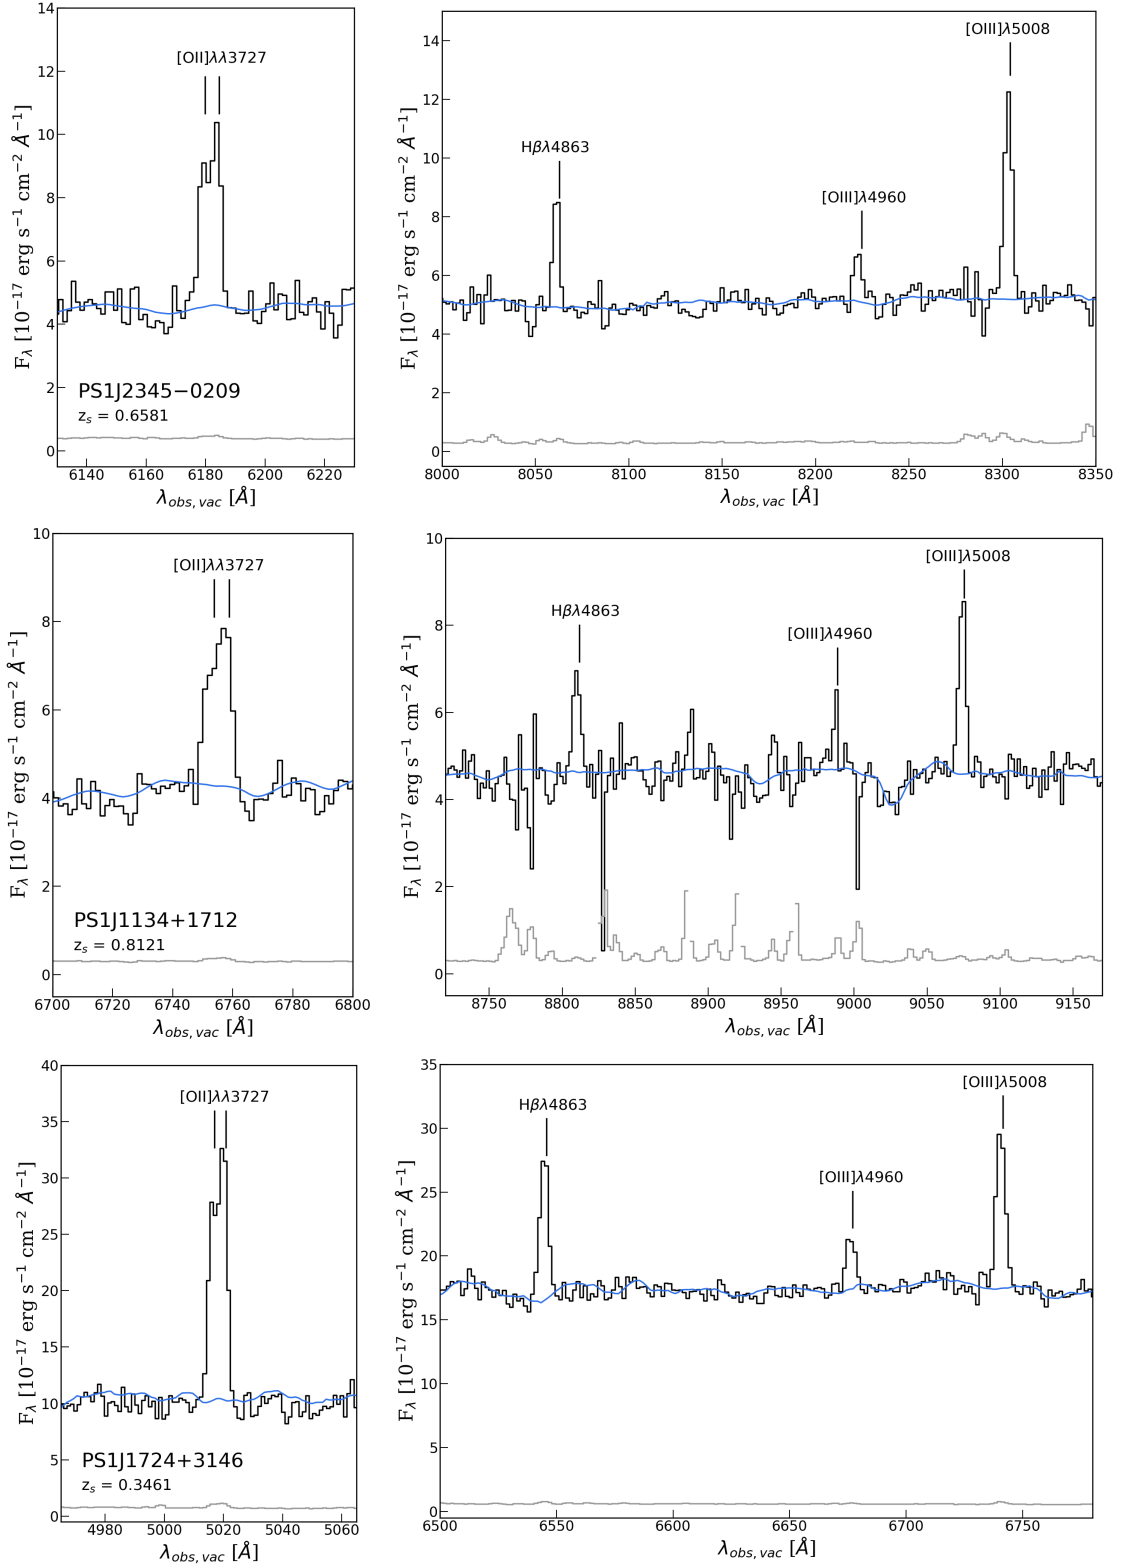 [OII]λλ3727
F_λ [10⁻¹⁷ erg s⁻¹ cm⁻² Å⁻¹]
14
12
10
8
6
4
2
0
PS1J2345−0209
z_s = 0.6581
6140 6160 6180 6200 6220
λ_obs, vac [Å]
Hβλ4863
[OIII]λ4960
[OIII]λ5008
F_λ [10⁻¹⁷ erg s⁻¹ cm⁻² Å⁻¹]
14
12
10
8
6
4
2
0
8000 8050 8100 8150 8200 8250 8300 8350
λ_obs, vac [Å]
[OII]λλ3727
F_λ [10⁻¹⁷ erg s⁻¹ cm⁻² Å⁻¹]
10
8
6
4
2
0
PS1J1134+1712
z_s = 0.8121
6700 6720 6740 6760 6780 6800
λ_obs, vac [Å]
Hβλ4863
[OIII]λ4960
[OIII]λ5008
F_λ [10⁻¹⁷ erg s⁻¹ cm⁻² Å⁻¹]
10
8
6
4
2
0
8750 8800 8850 8900 8950 9000 9050 9100 9150
λ_obs, vac [Å]
[OII]λλ3727
F_λ [10⁻¹⁷ erg s⁻¹ cm⁻² Å⁻¹]
40
35
30
25
20
15
10
5
0
PS1J1724+3146
z_s = 0.3461
4980 5000 5020 5040 5060
λ_obs, vac [Å]
Hβλ4863
[OIII]λ4960
[OIII]λ5008
F_λ [10⁻¹⁷ erg s⁻¹ cm⁻² Å⁻¹]
35
30
25
20
15
10
5
0
6500 6550 6600 6650 6700 6750
λ_obs, vac [Å]